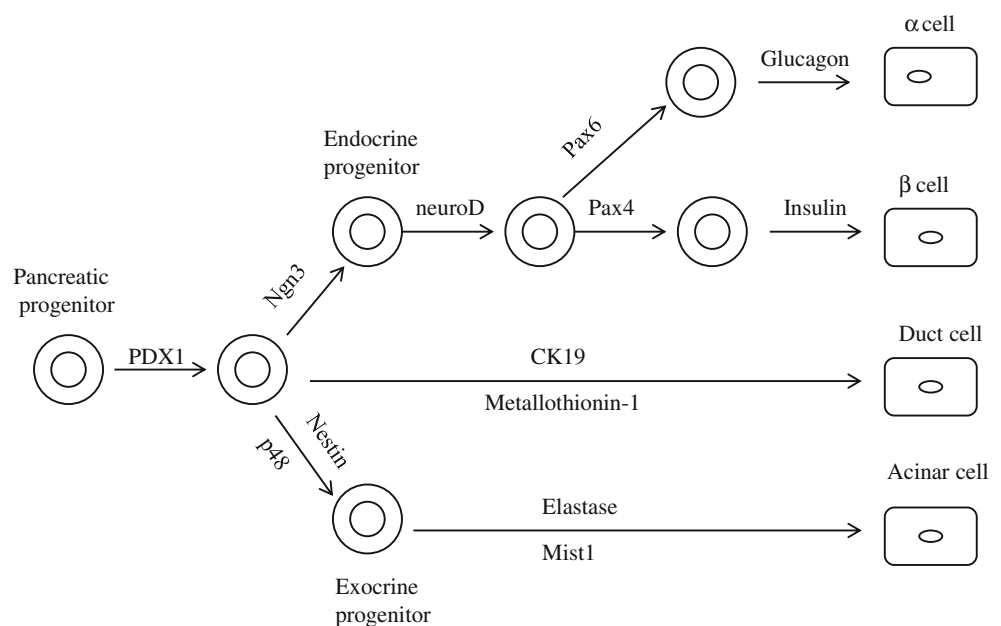 α cell
Glucagon
Pax6
Endocrine
progenitor
β cell
neuroD
Pax4
Insulin
Ngn3
Pancreatic
progenitor
PDX1
Duct cell
CK19
Metallothionin-1
Nestin
p48
Acinar cell
Elastase
Mist1
Exocrine
progenitor